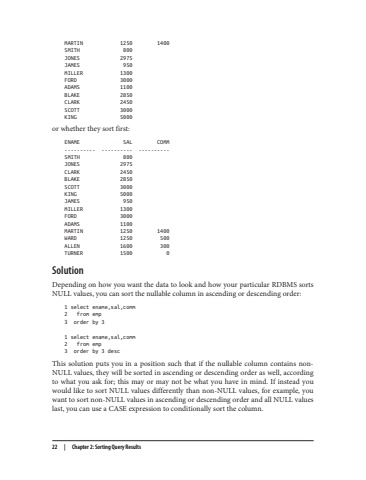 MARTIN 1250 1400
SMITH 800
JONES 2975
JAMES 950
MILLER 1300
FORD 3000
ADAMS 1100
BLAKE 2850
CLARK 2450
SCOTT 3000
KING 5000
or whether they sort first:
ENAME SAL COMM
---------- ---------- ----------
SMITH 800
JONES 2975
CLARK 2450
BLAKE 2850
SCOTT 3000
KING 5000
JAMES 950
MILLER 1300
FORD 3000
ADAMS 1100
MARTIN 1250 1400
WARD 1250 500
ALLEN 1600 300
TURNER 1500 0
Solution
Depending on how you want the data to look and how your particular RDBMS sorts
NULL values, you can sort the nullable column in ascending or descending order:
1 select ename,sal,comm
2 from emp
3 order by 3
1 select ename,sal,comm
2 from emp
3 order by 3 desc
This solution puts you in a position such that if the nullable column contains non-
NULL values, they will be sorted in ascending or descending order as well, according
to what you ask for; this may or may not be what you have in mind. If instead you
would like to sort NULL values differently than non-NULL values, for example, you
want to sort non-NULL values in ascending or descending order and all NULL values
last, you can use a CASE expression to conditionally sort the column.
22 | Chapter 2: Sorting Query Results